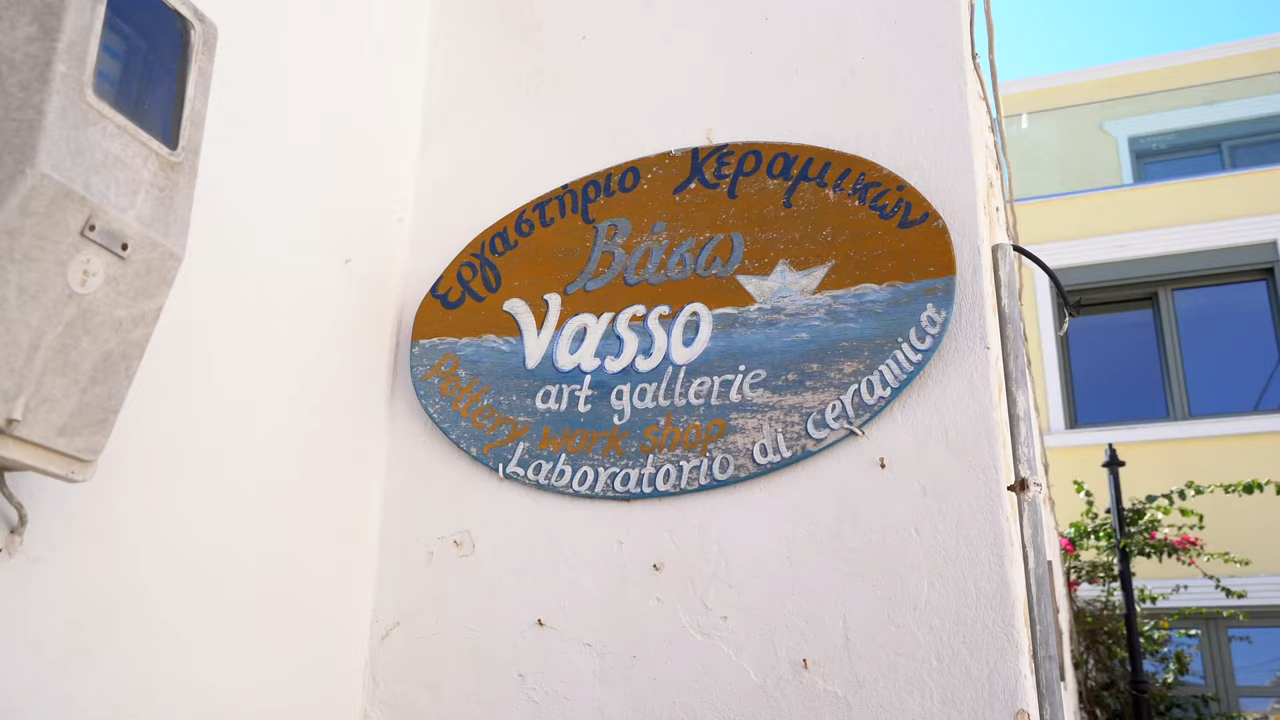 Εργαστήριο Κεραμικών
Βάσω
Vasso
art gallerie
Pottery work shop
Laboratorio di ceramica